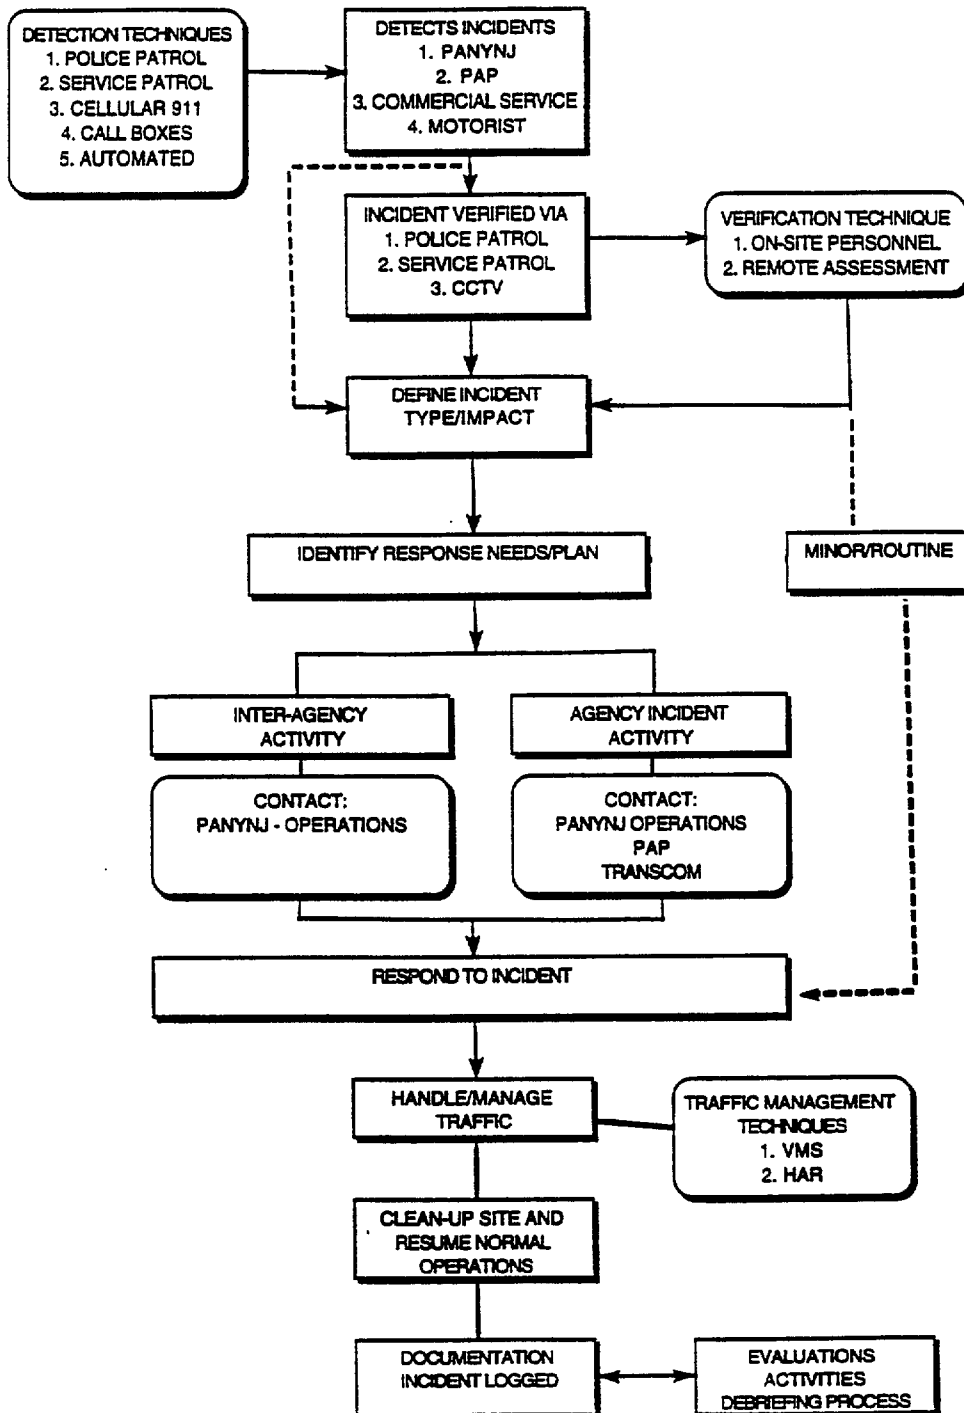 DETECTION TECHNIQUES
1. POLICE PATROL
2. SERVICE PATROL
3. CELLULAR 911
4. CALL BOXES
5. AUTOMATED
DETECTS INCIDENTS
1. PANYNJ
2. PAP
3. COMMERCIAL SERVICE
4. MOTORIST
INCIDENT VERIFIED VIA
1. POLICE PATROL
2. SERVICE PATROL
3. CCTV
VERIFICATION TECHNIQUE
1. ON-SITE PERSONNEL
2. REMOTE ASSESSMENT
DEFINE INCIDENT
TYPE/IMPACT
IDENTIFY RESPONSE NEEDS/PLAN
MINOR/ROUTINE
INTER-AGENCY
ACTIVITY
AGENCY INCIDENT
ACTIVITY
CONTACT:
PANYNJ - OPERATIONS
CONTACT:
PANYNJ OPERATIONS
PAP
TRANSCOM
RESPOND TO INCIDENT
HANDLE/MANAGE
TRAFFIC
TRAFFIC MANAGEMENT
TECHNIQUES
1. VMS
2. HAR
CLEAN-UP SITE AND
RESUME NORMAL
OPERATIONS
DOCUMENTATION
INCIDENT LOGGED
EVALUATIONS
ACTIVITIES
DEBRIEFING PROCESS